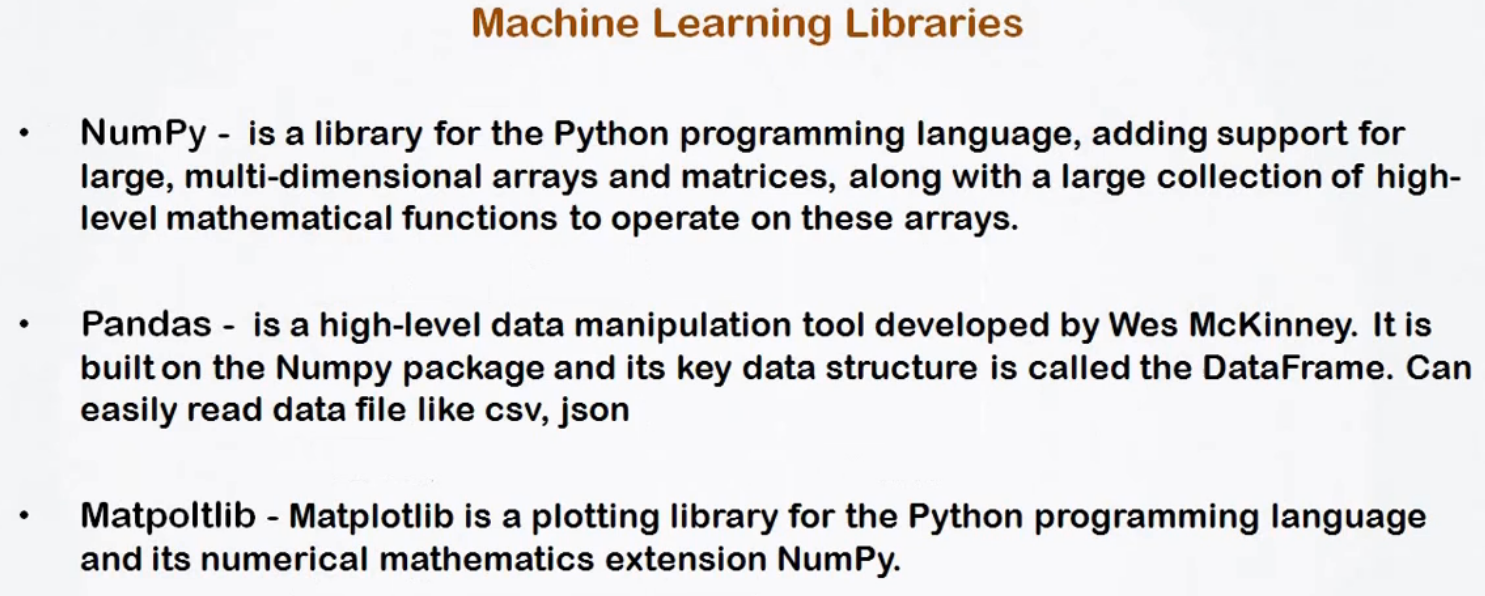 Machine Learning Libraries
• NumPy - is a library for the Python programming language, adding support for
large, multi-dimensional arrays and matrices, along with a large collection of high-
level mathematical functions to operate on these arrays.
• Pandas - is a high-level data manipulation tool developed by Wes McKinney. It is
built on the Numpy package and its key data structure is called the DataFrame. Can
easily read data file like csv, json
• Matpoltlib - Matplotlib is a plotting library for the Python programming language
and its numerical mathematics extension NumPy.